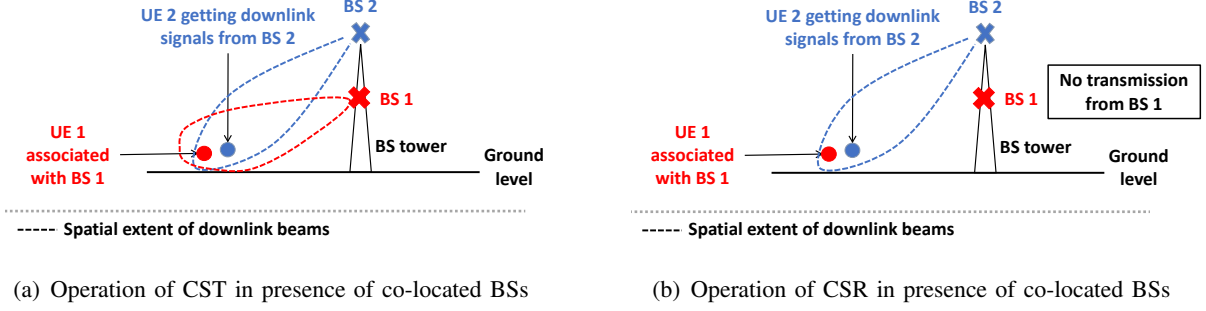 UE 2 getting downlink
signals from BS 2
BS 2
BS 1
UE 1
associated
with BS 1
BS tower
Ground
level
Spatial extent of downlink beams
(a) Operation of CST in presence of co-located BSs
UE 2 getting downlink
signals from BS 2
BS 2
BS 1
No transmission
from BS 1
UE 1
associated
with BS 1
BS tower
Ground
level
Spatial extent of downlink beams
(b) Operation of CSR in presence of co-located BSs